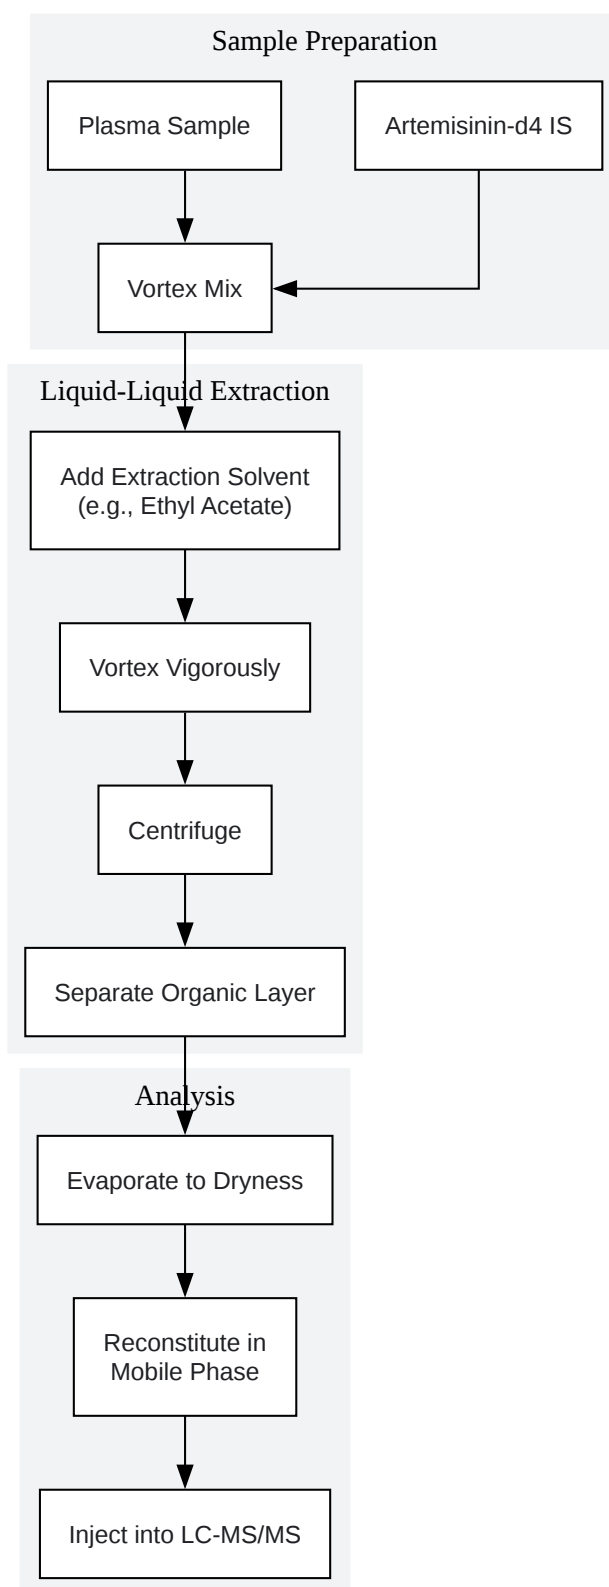 Sample Preparation
Plasma Sample
Artemisinin-d4 IS
Vortex Mix
Liquid-Liquid Extraction
Add Extraction Solvent
(e.g., Ethyl Acetate)
Vortex Vigorously
Centrifuge
Separate Organic Layer
Analysis
Evaporate to Dryness
Reconstitute in
Mobile Phase
Inject into LC-MS/MS